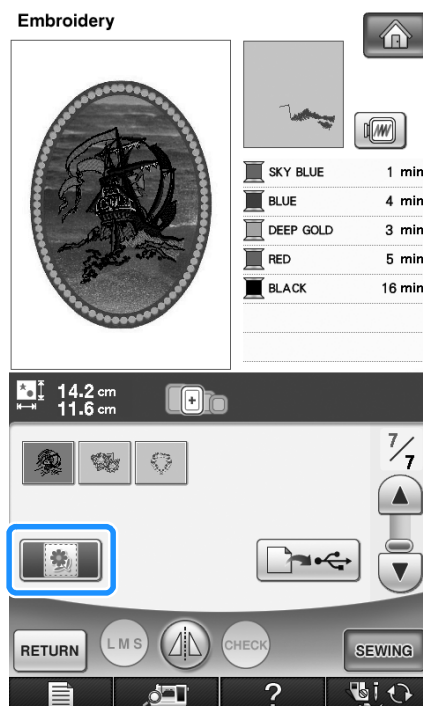 Embroidery
SKY BLUE 1 min
BLUE 4 min
DEEP GOLD 3 min
RED 5 min
BLACK 16 min
14.2 cm
11.6 cm
7/7
RETURN
LMS
CHECK
SEWING
?